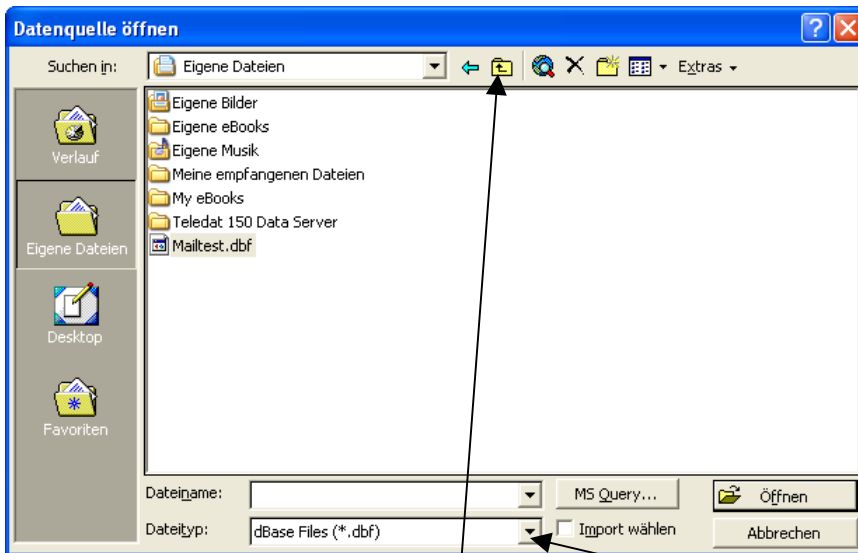 Datenquelle öffnen
Suchen in: Eigene Dateien Extras
Eigene Bilder
Eigene eBooks
Eigene Musik
Meine empfangenen Dateien
My eBooks
Teledat 150 Data Server
Mailtest.dbf
Verlauf
Eigene Dateien
Desktop
Favoriten
Dateiname: MS Query... Öffnen
Dateityp: dBase Files (*.dbf) Import wählen Abbrechen